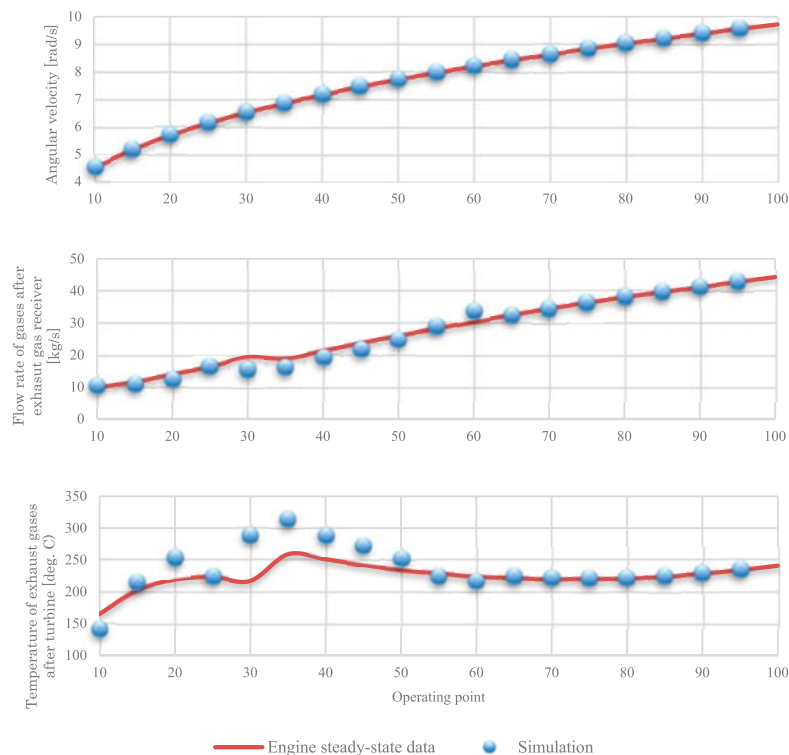 Angular velocity [rad/s]
10
9
8
7
6
5
4
10 20 30 40 50 60 70 80 90 100
Flow rate of gases after
exhasut gas receiver
[kg/s]
50
40
30
20
10
0
10 20 30 40 50 60 70 80 90 100
Temperature of exhaust gases
after turbine [deg, C)
350
300
250
200
150
100
10 20 30 40 50 60 70 80 90 100
Operating point
Engine steady-state data Simulation